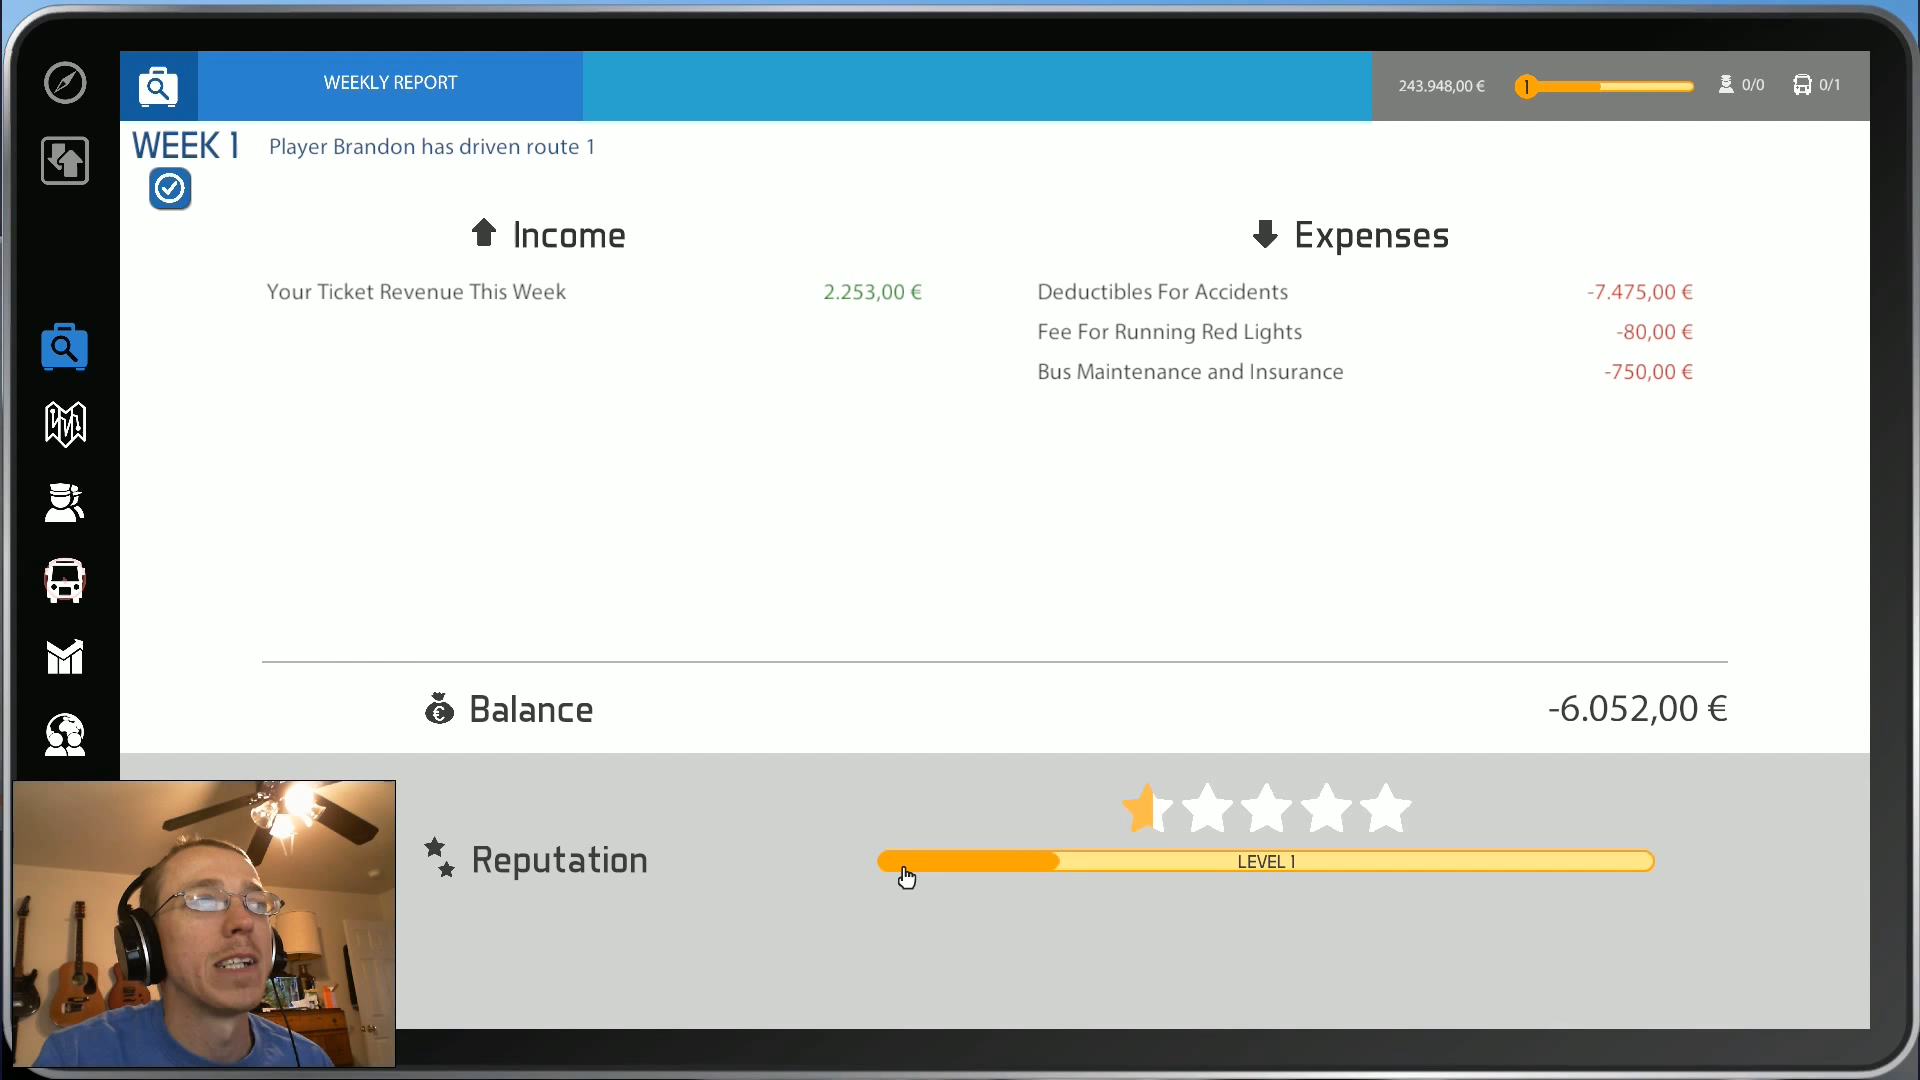 WEEKLY REPORT
243.948,00 €
1
0/0
0/1
WEEK 1
Player Brandon has driven route 1
Income
Expenses
Your Ticket Revenue This Week 2.253,00 €
Deductibles For Accidents -7.475,00 €
Fee For Running Red Lights -80,00 €
Bus Maintenance and Insurance -750,00 €
Balance -6.052,00 €
Reputation
LEVEL 1